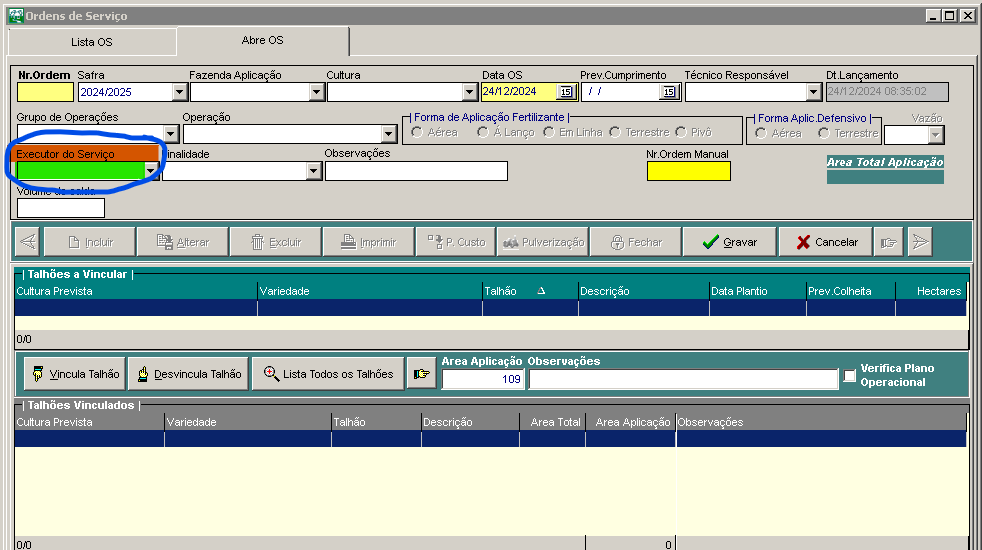 Ordens de Serviço
Lista OS Abre OS
Nr.Ordem Safra Fazenda Aplicação Cultura Data OS Prev.Cumprimento Técnico Responsável Dt.Lançamento
2024/2025 24/12/2024 15 / / 15 24/12/2024 08:35:02
Grupo de Operações Operação Forma de Aplicação Fertilizante Forma Aplic.Defensivo Vazão
Aérea Á Lanço Em Linha Terrestre Pivô Aérea Terrestre
Executor do Serviço inalidade Observações Nr.Ordem Manual Area Total Aplicação
Volume de calda
Incluir Alterar Excluir Imprimir P. Custo Pulverização Fechar Gravar Cancelar
Talhões a Vincular
Cultura Prevista Variedade Talhão Δ Descrição Data Plantio Prev.Colheita Hectares
0/0
Vincula Talhão Desvincula Talhão Lista Todos os Talhões Area Aplicação Observações Verifica Plano
109 Operacional
Talhões Vinculados
Cultura Prevista Variedade Talhão Descrição Area Total Area Aplicação Observações
0/0 0